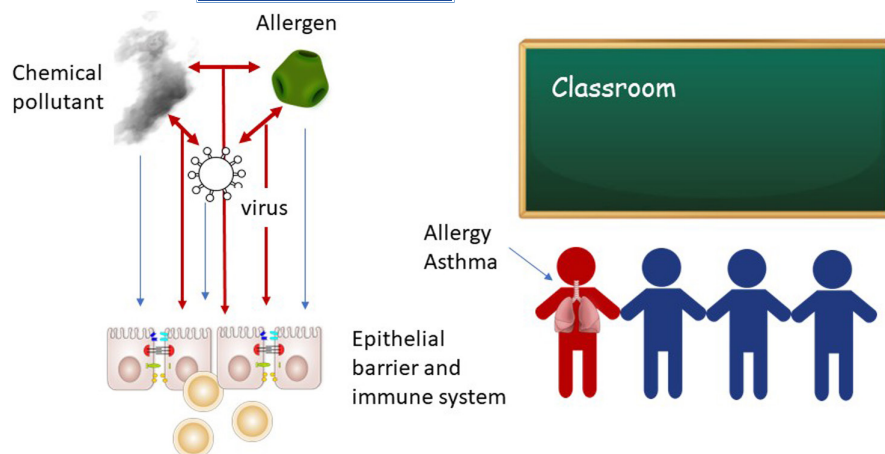 Allergen
Chemical
pollutant
virus
Epithelial
barrier and
immune system
Classroom
Allergy
Asthma